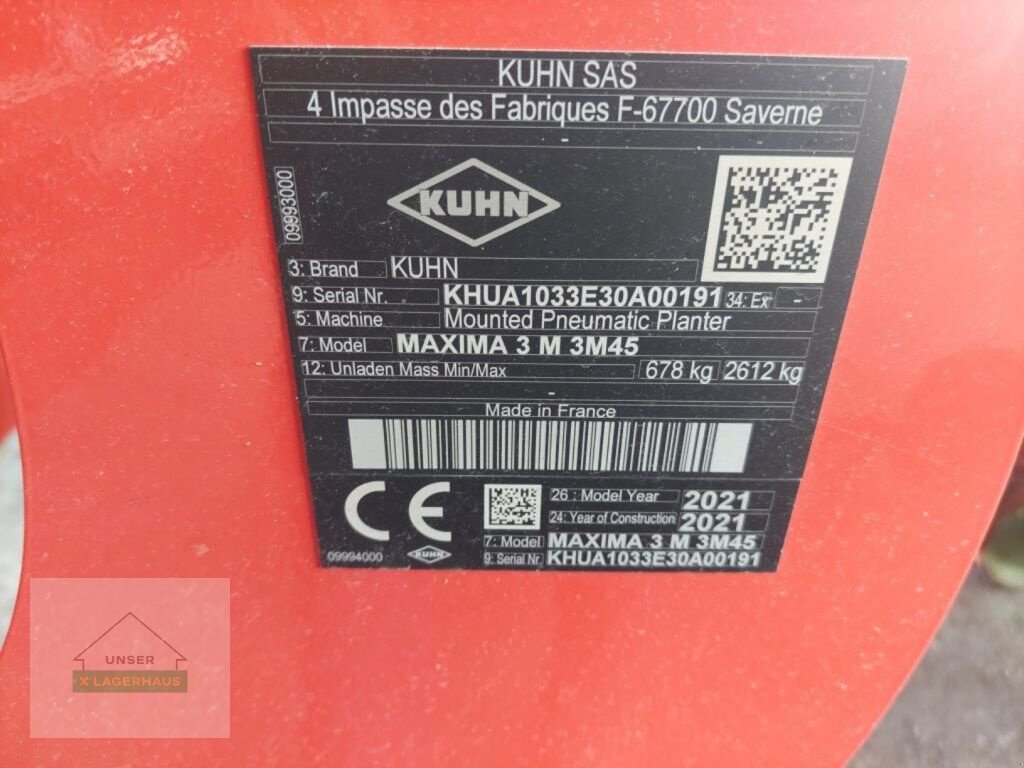 KUHN SAS
4 Impasse des Fabriques F-67700 Saverne
-
09993000
KUHN
3: Brand KUHN
9: Serial Nr. KHUA1033E30A00191 34: Ex -
5: Machine Mounted Pneumatic Planter
7: Model MAXIMA 3 M 3M45
12: Unladen Mass Min/Max 678 kg 2612 kg
-
Made in France
CE
26 : Model Year 2021
24: Year of Construction 2021
7: Model MAXIMA 3 M 3M45
09994000 KUHN 9: Serial Nr. KHUA1033E30A00191
UNSER
X LAGERHAUS